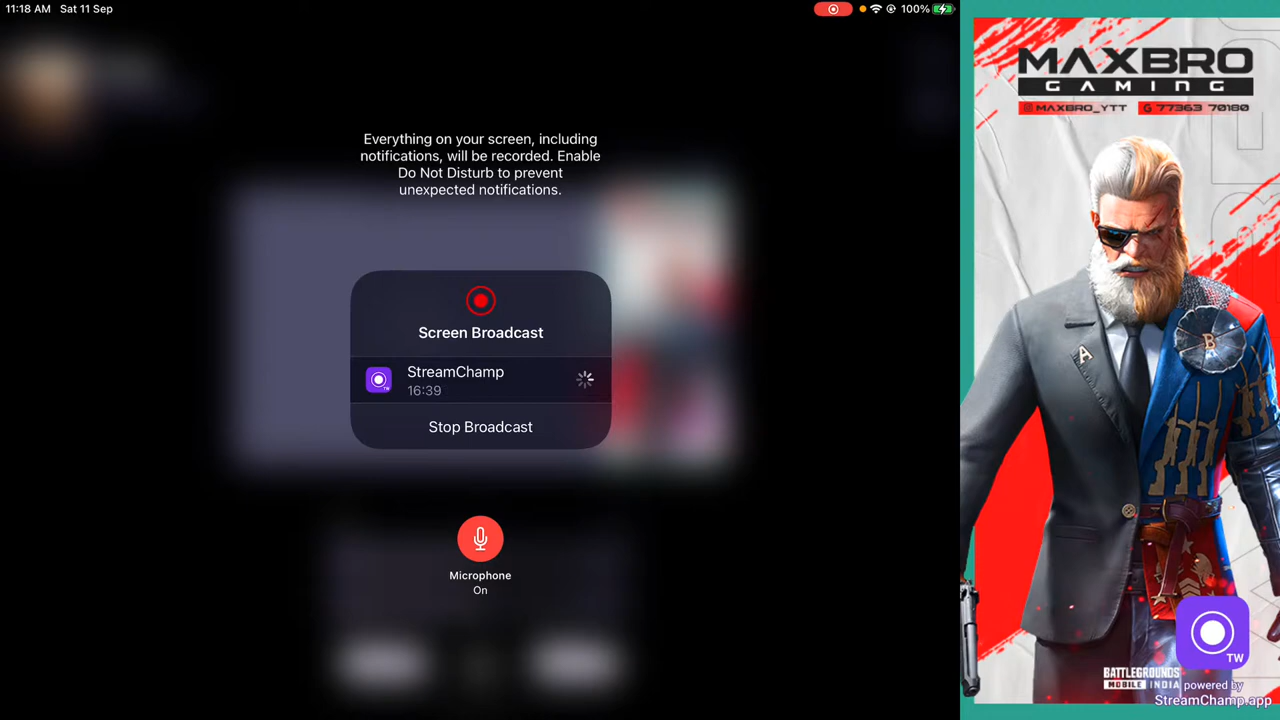 11:18 AM Sat 11 Sep
100%
Everything on your screen, including
notifications, will be recorded. Enable
Do Not Disturb to prevent
unexpected notifications.
Screen Broadcast
StreamChamp
16:39
Stop Broadcast
Microphone
On
MAXBRO
GAMING
MAXBRO_YTT
77363 70180
A
B
TW
BATTLEGROUNDS
MOBILE INDIA
powered by
StreamChamp.app